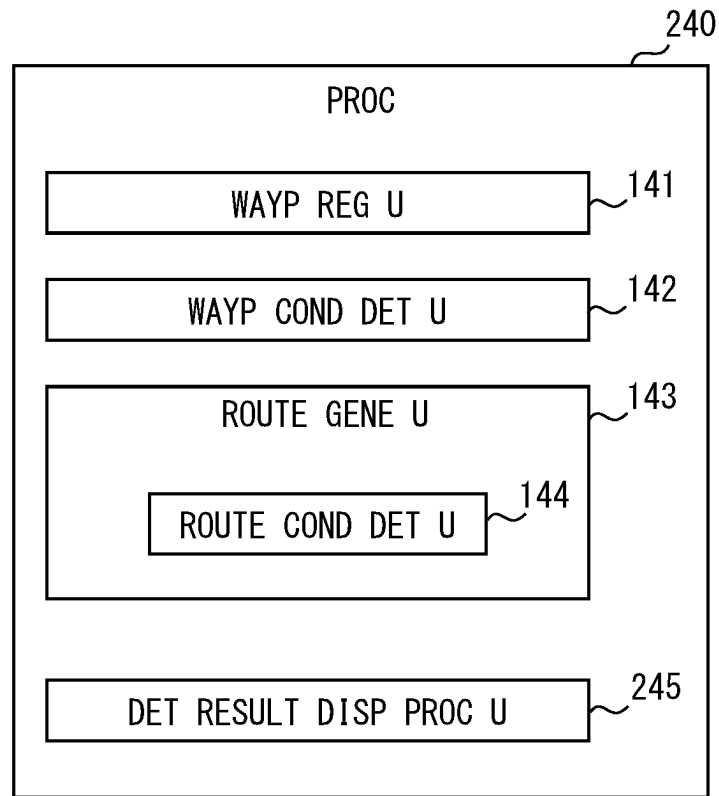 240
PROC
WAYP REG U
141
WAYP COND DET U
142
ROUTE GENE U
143
ROUTE COND DET U
144
DET RESULT DISP PROC U
245